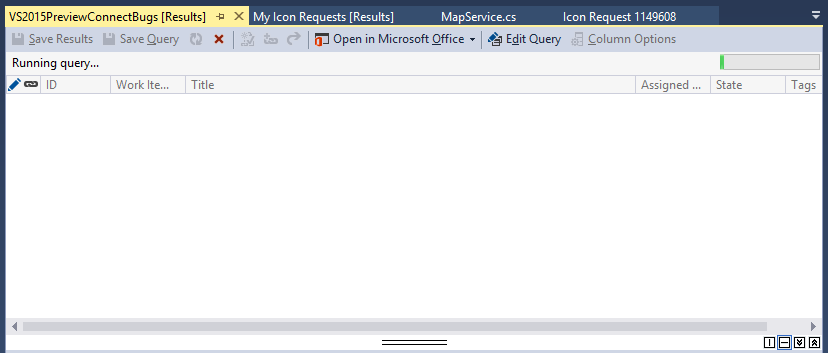 VS2015PreviewConnectBugs [Results] My Icon Requests [Results] MapService.cs Icon Request 1149608
Save Results Save Query Open in Microsoft Office Edit Query Column Options
Running query...
ID Work Ite... Title Assigned ... State Tags